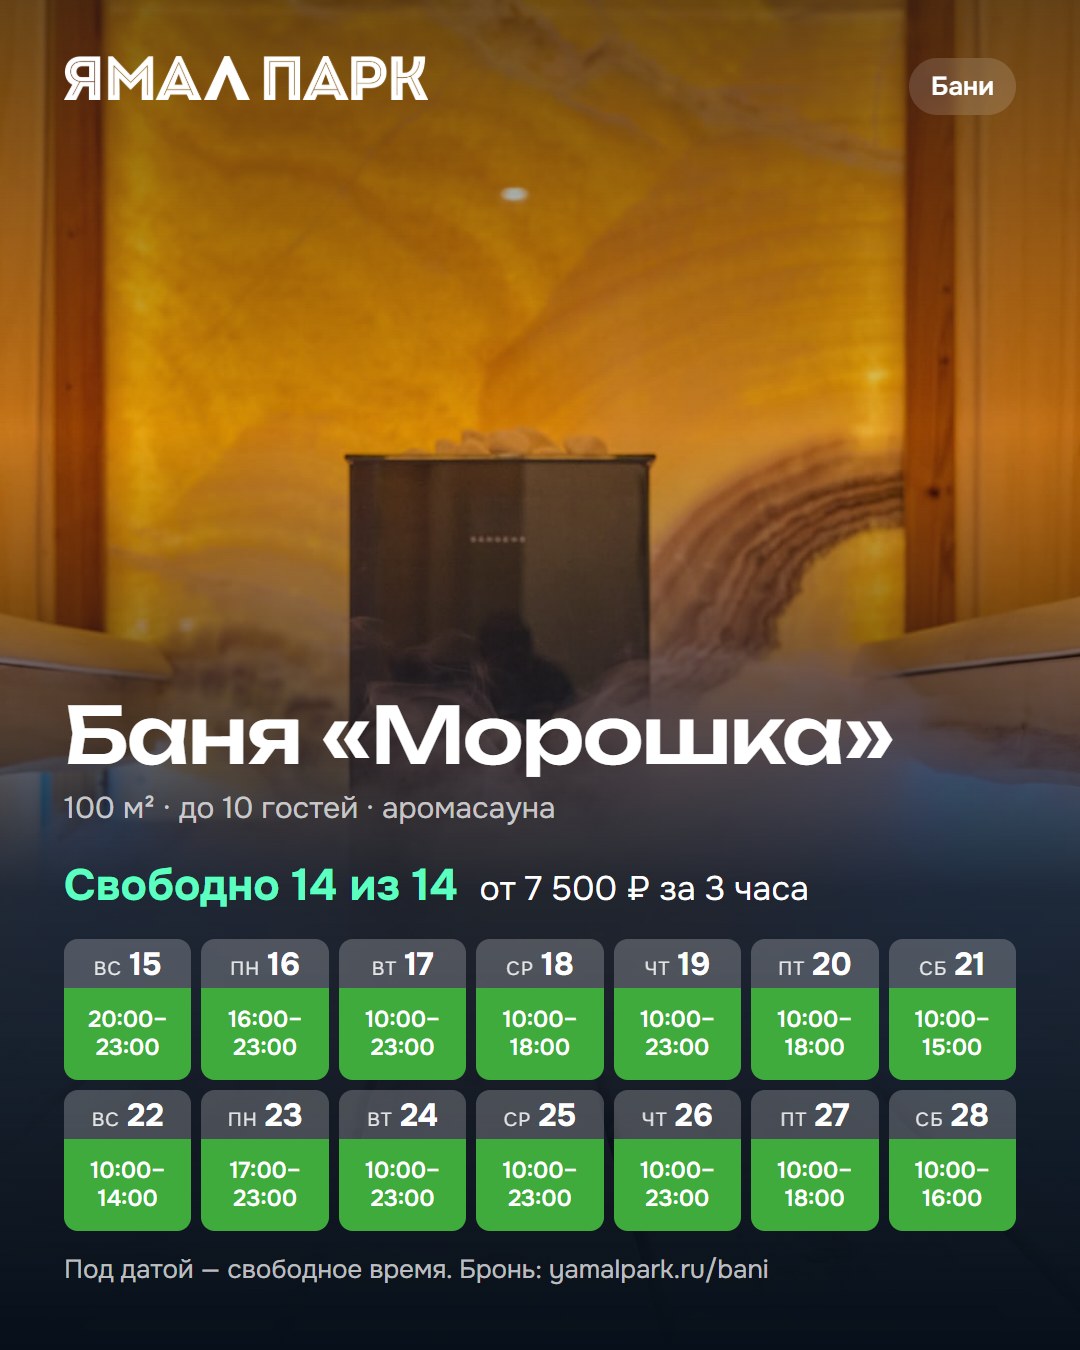 ЯМАЛ ПАРК
Бани
Баня «Морошка»
100 м² · до 10 гостей · аромасауна
Свободно 14 из 14 от 7 500 ₽ за 3 часа
ВС 15 ПН 16 ВТ 17 СР 18 ЧТ 19 ПТ 20 СБ 21
20:00– 16:00– 10:00– 10:00– 10:00– 10:00– 10:00–
23:00 23:00 23:00 18:00 23:00 18:00 15:00
ВС 22 ПН 23 ВТ 24 СР 25 ЧТ 26 ПТ 27 СБ 28
10:00– 17:00– 10:00– 10:00– 10:00– 10:00– 10:00–
14:00 23:00 23:00 23:00 23:00 18:00 16:00
Под датой — свободное время. Бронь: yamalpark.ru/bani